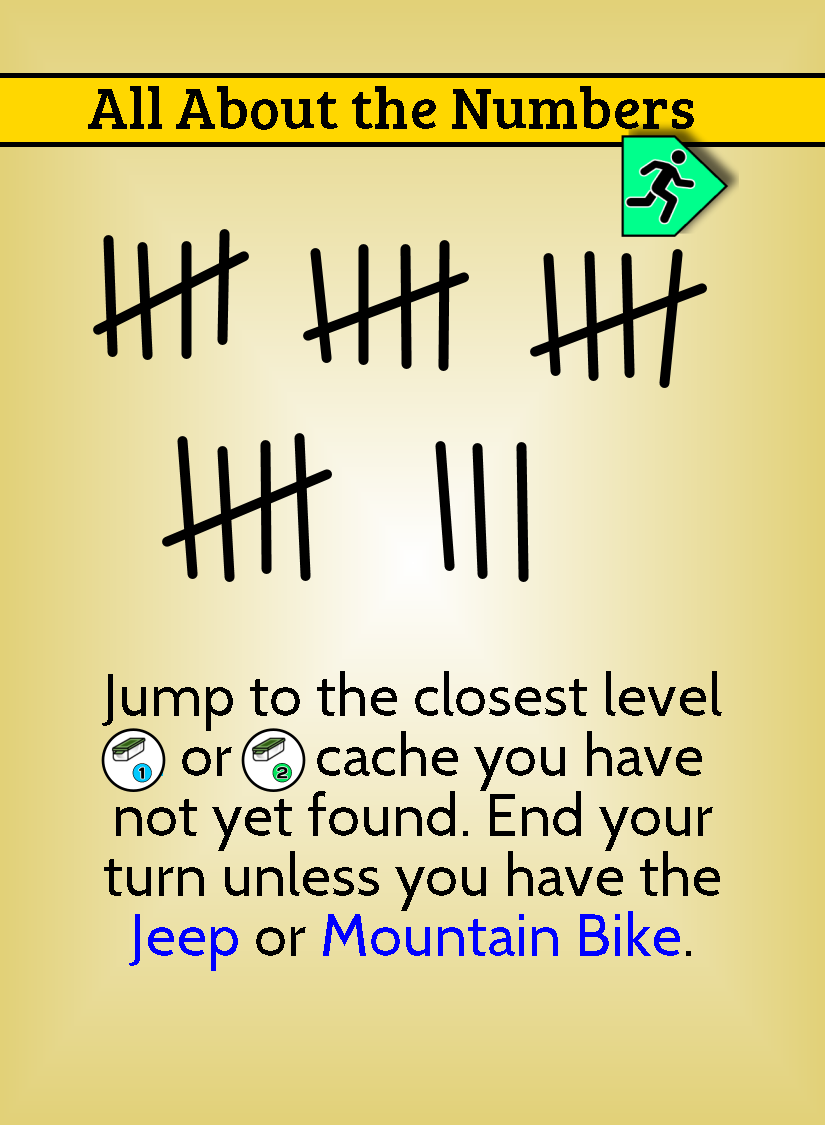 All About the Numbers
Jump to the closest level
1 or 2 cache you have
not yet found. End your
turn unless you have the
Jeep or Mountain Bike.